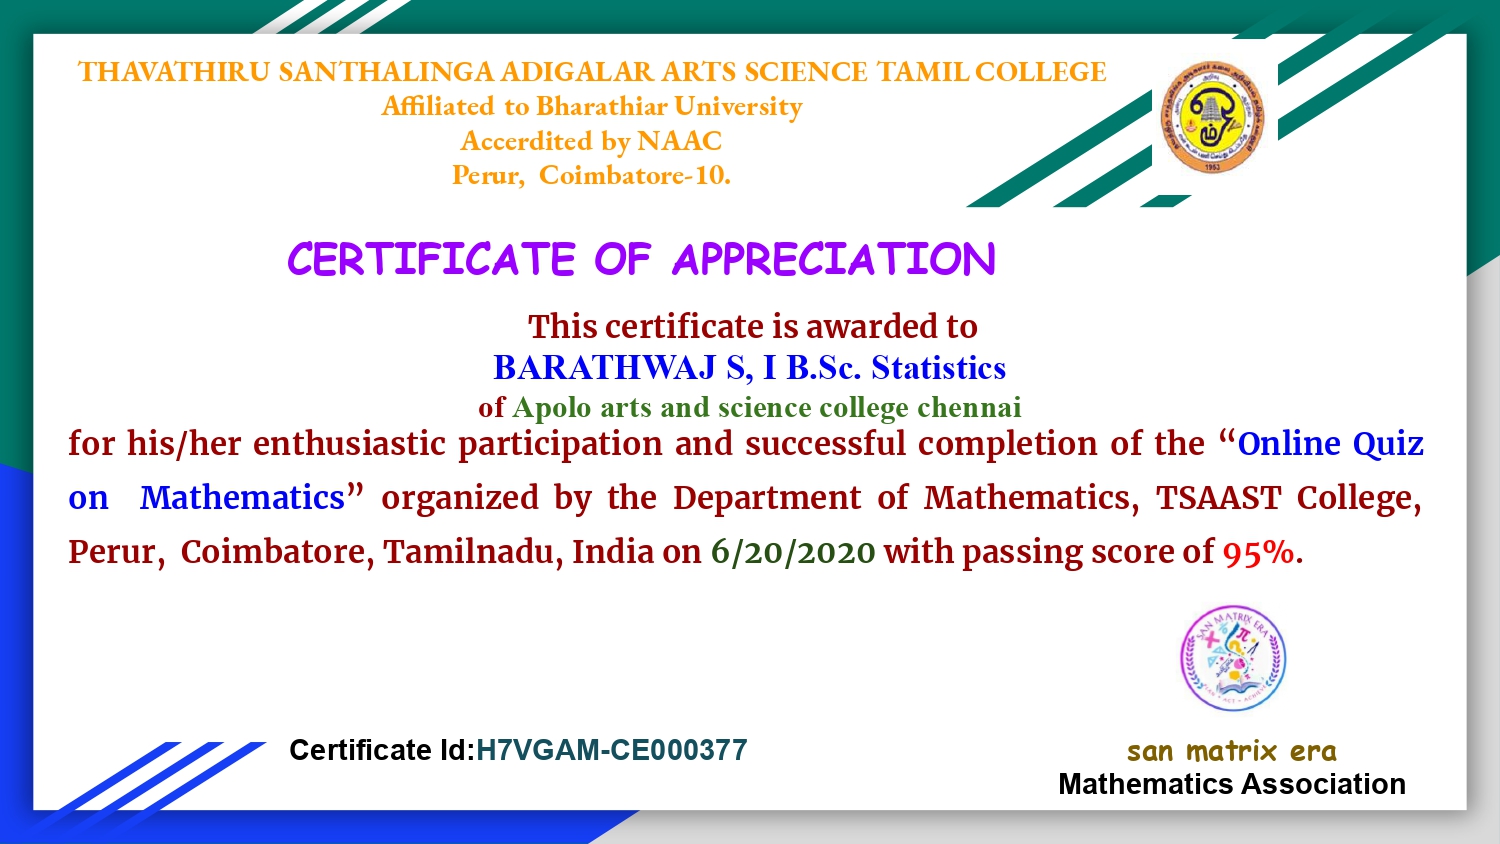 THAVATHIRU SANTHALINGA ADIGALAR ARTS SCIENCE TAMIL COLLEGE
Affiliated to Bharathiar University
Accerdited by NAAC
Perur, Coimbatore-10.
1953
CERTIFICATE OF APPRECIATION
This certificate is awarded to
BARATHWAJ S, I B.Sc. Statistics
of Apolo arts and science college chennai
for his/her enthusiastic participation and successful completion of the “Online Quiz
on Mathematics” organized by the Department of Mathematics, TSAAST College,
Perur, Coimbatore, Tamilnadu, India on 6/20/2020 with passing score of 95%.
SAN MATRIX ERA
Certificate Id:H7VGAM-CE000377
san matrix era
Mathematics Association